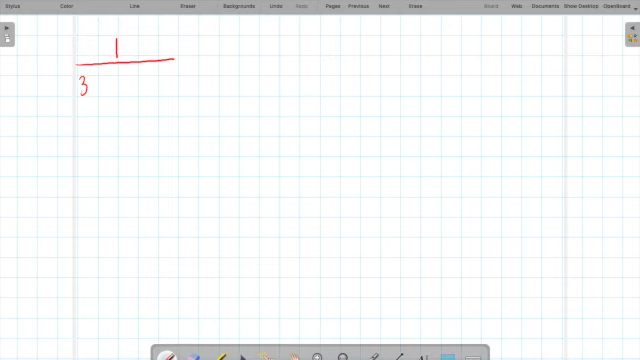 Stylus Color Line Eraser Backgrounds Undo Redo Pages Previous Next Erase Board Web Documents Show Desktop OpenBoard
1
3